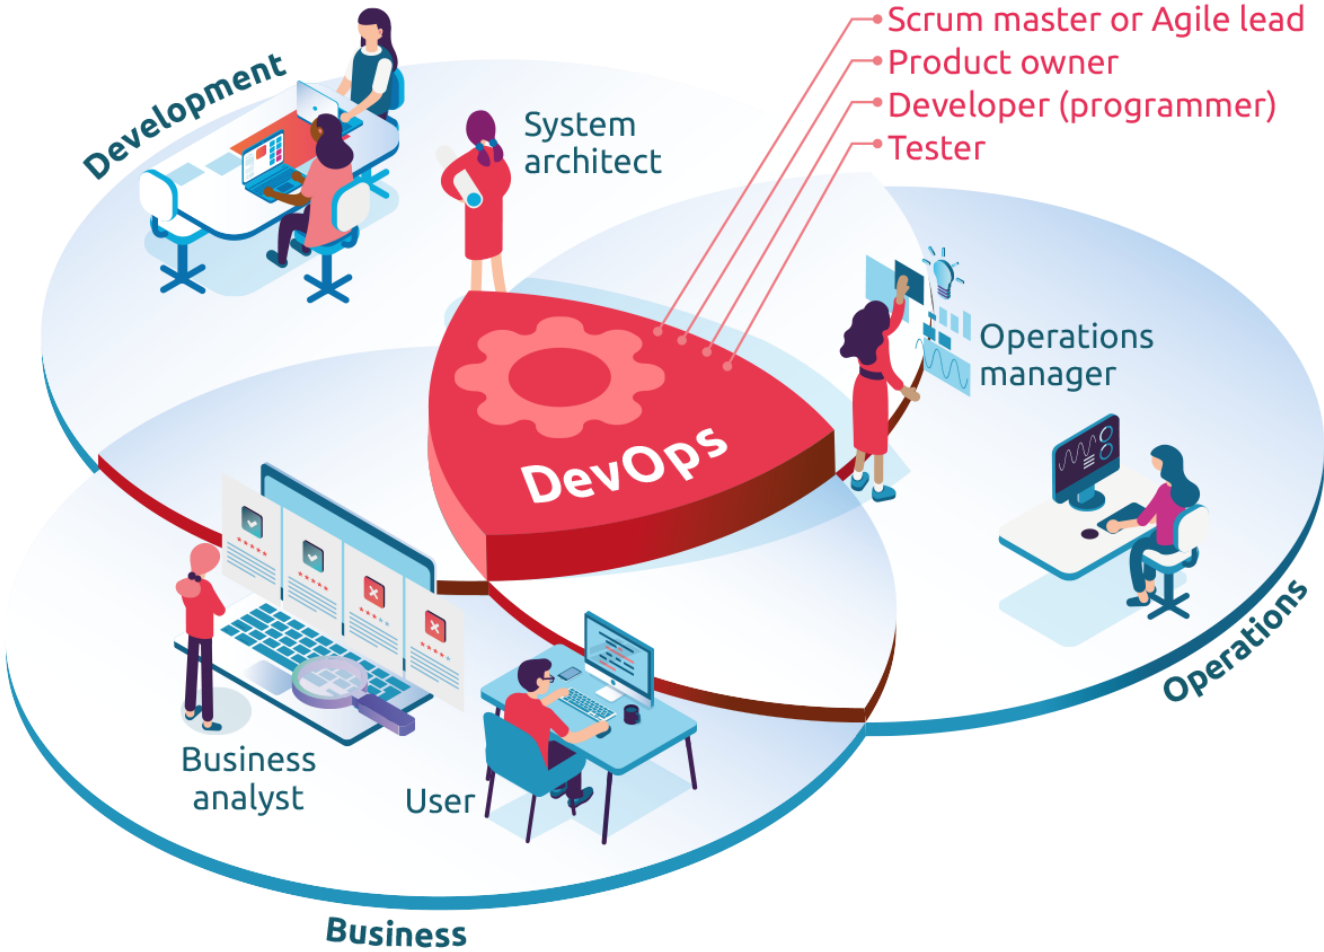 Scrum master or Agile lead
Product owner
Developer (programmer)
Tester
Development
System
architect
Operations
manager
DevOps
Operations
Business
analyst
User
Business